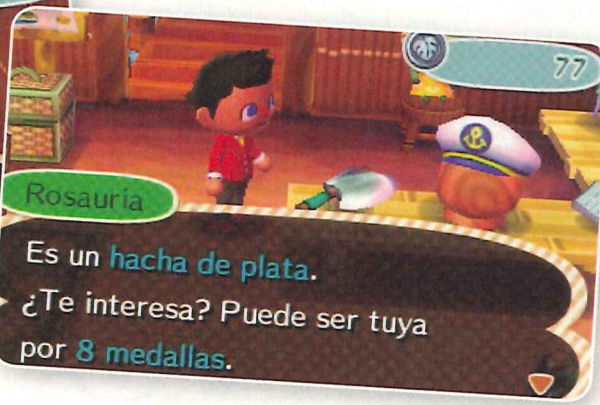 77
Rosauria
Es un hacha de plata.
¿Te interesa? Puede ser tuya
por 8 medallas.